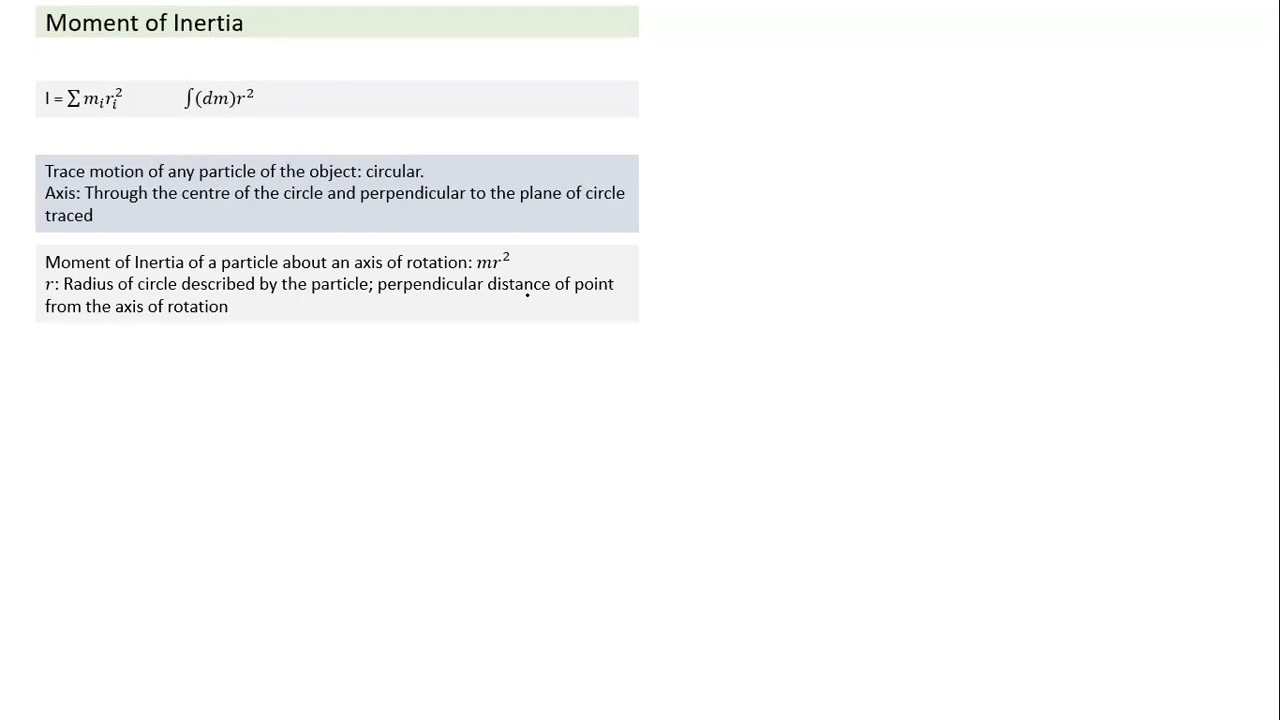 Moment of Inertia
I = ∑ mᵢrᵢ² ∫(dm)r²
Trace motion of any particle of the object: circular.
Axis: Through the centre of the circle and perpendicular to the plane of circle
traced
Moment of Inertia of a particle about an axis of rotation: mr²
r: Radius of circle described by the particle; perpendicular distance of point
from the axis of rotation